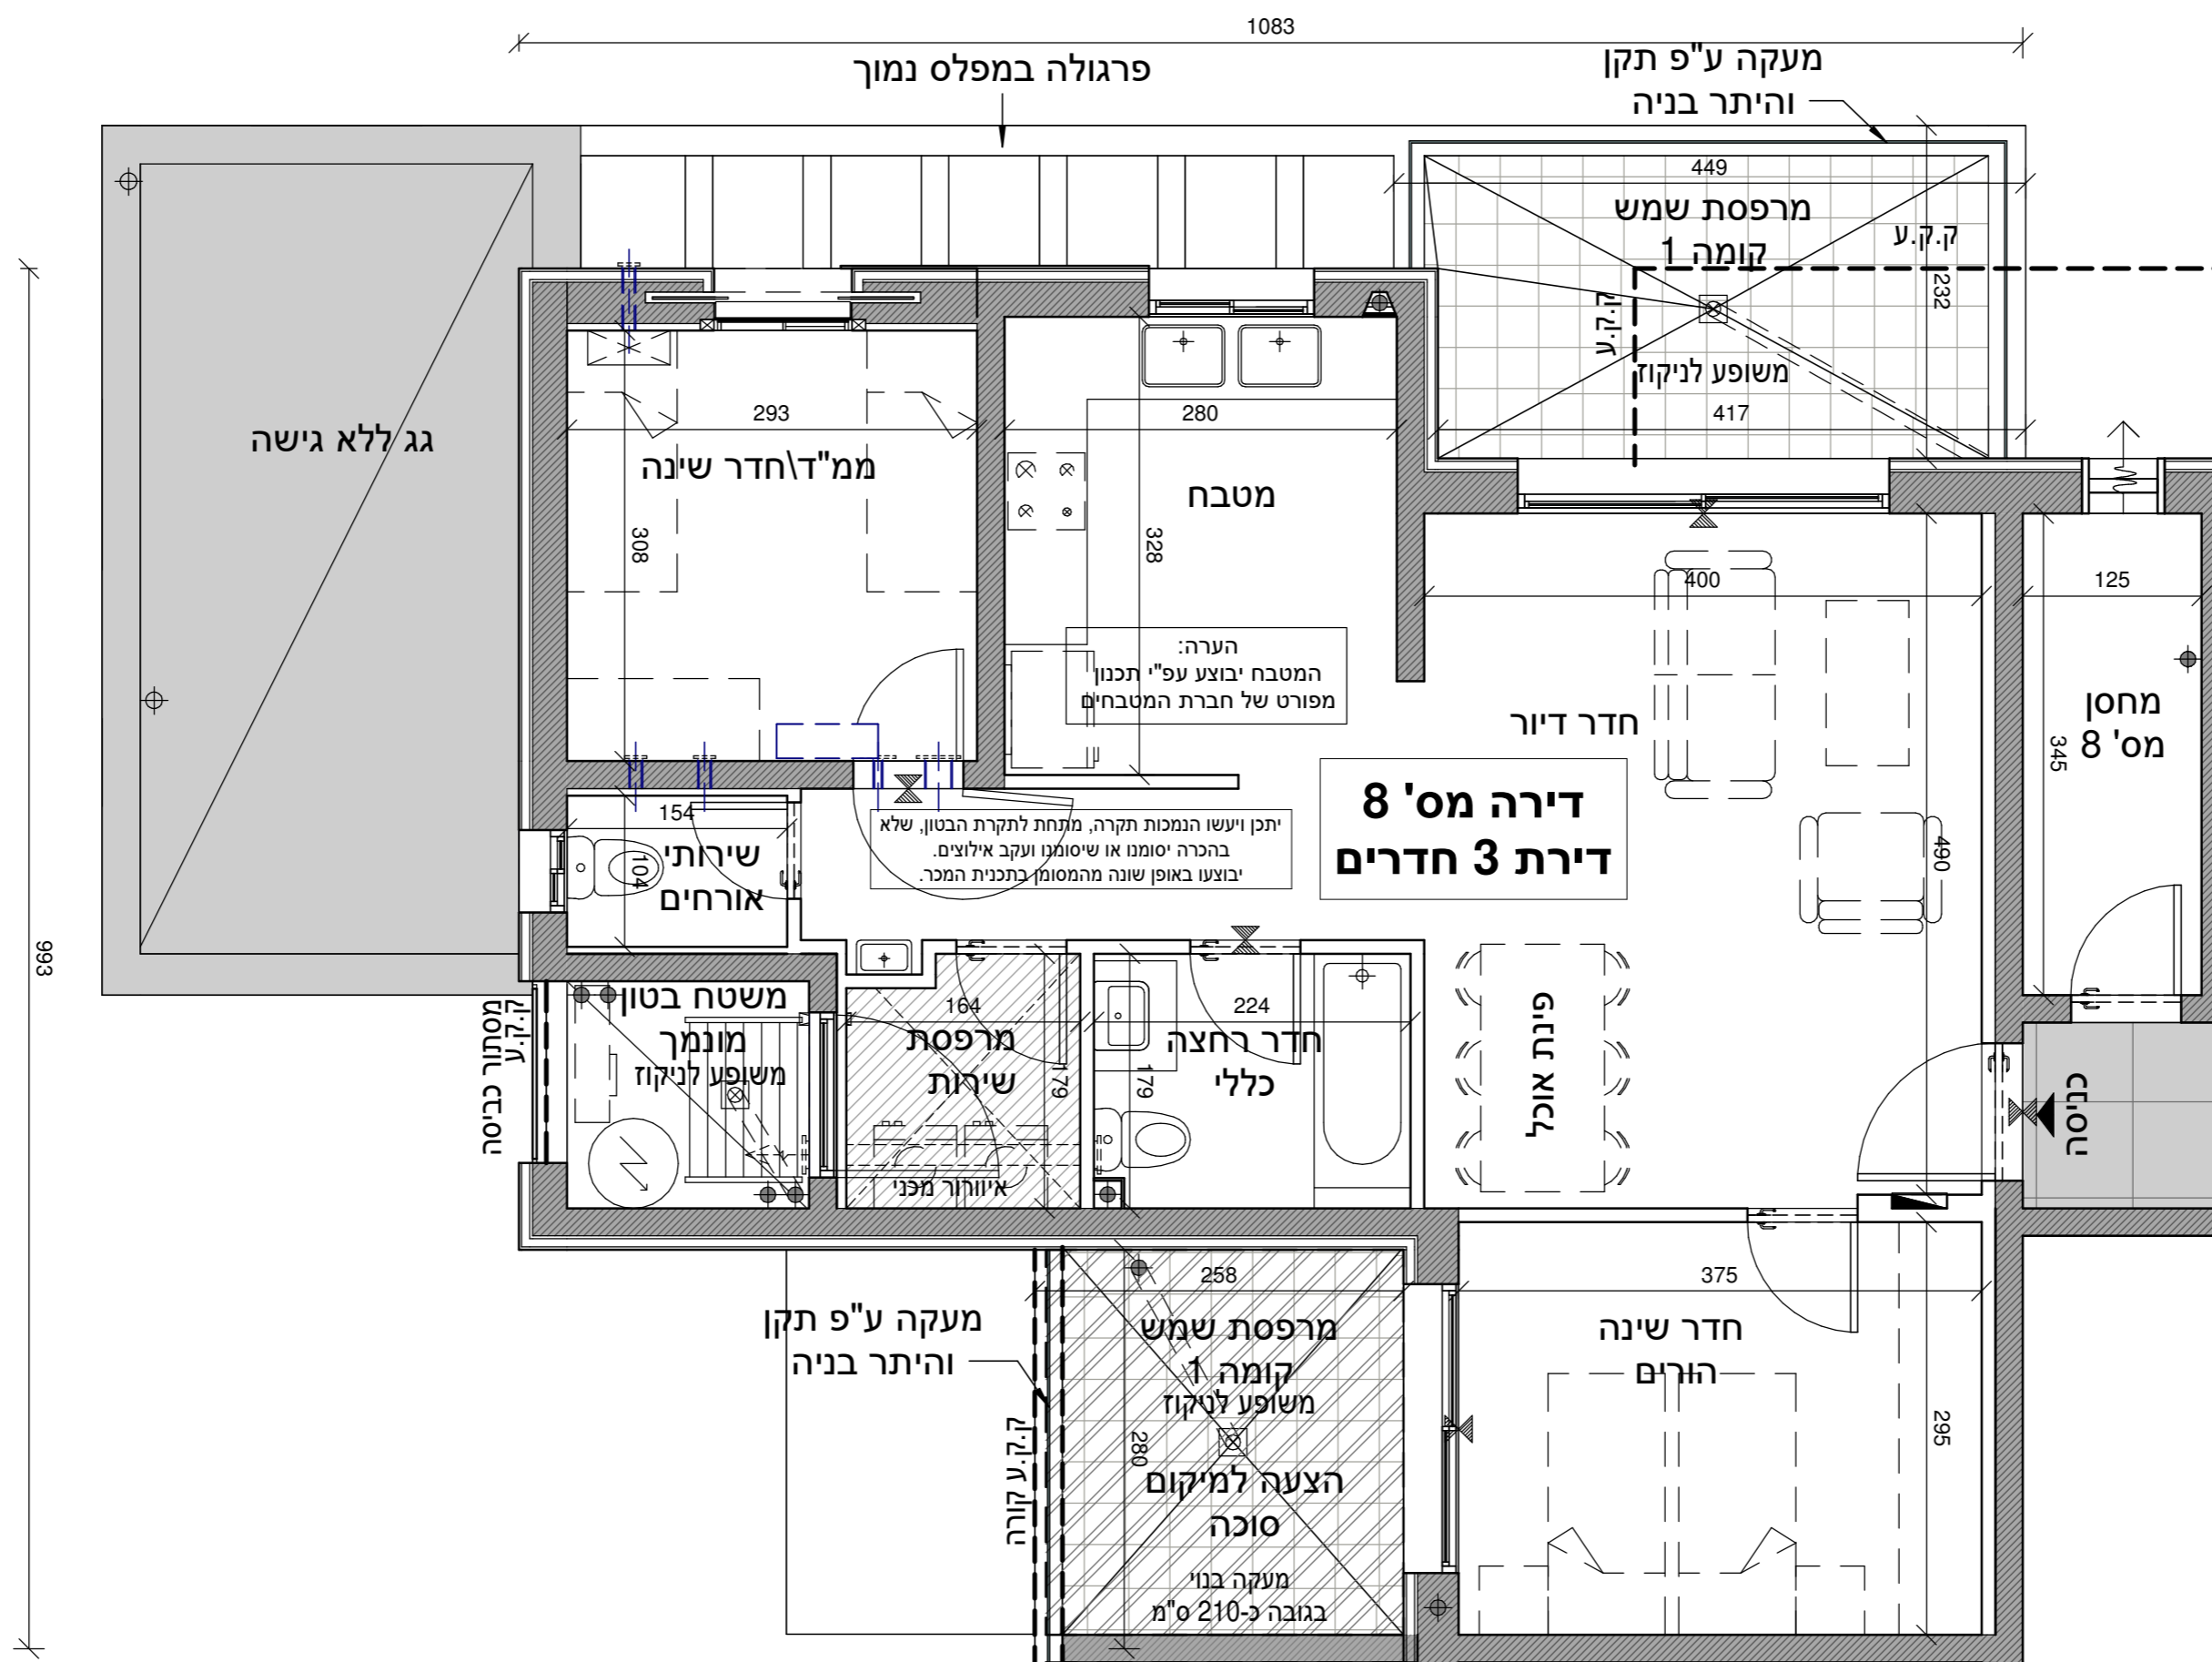 1083
פרגולה במפלס נמוך
מעקה ע"פ תקן
והיתר בניה
449
מרפסת שמש
קומה 1
ק.ק.ע
232
ק.ק.ע
משופע לניקוז
417
גג ללא גישה
293
ממ"ד\חדר שינה
308
280
מטבח
328
הערה:
המטבח יבוצע עפ"י תכנון
מפורט של חברת המטבחים
400
125
מחסן
מס' 8
345
חדר דיור
דירה מס' 8
דירת 3 חדרים
490
154
שירותי
אורחים
104
יתכן ויעשו הנמכות תקרה, מתחת לתקרת הבטון, שלא
בהכרה יסומנו או שיסומנו ועקב אילוצים.
יבוצעו באופן שונה מהמסומן בתכנית המכר.
993
מסתור כביסה
ק.ק.ע
משטח בטון
מונמך
משופע לניקוז
164
מרפסת
שירות
179
איוורור מכני
224
חדר רחצה
כללי
179
פינת אוכל
כניסה
258
מרפסת שמש
קומה 1
משופע לניקוז
280
הצעה למיקום
סוכה
מעקה בנוי
בגובה כ-210 ס"מ
מעקה ע"פ תקן
והיתר בניה
ק.ק.ע קורה
375
חדר שינה
הורים
295